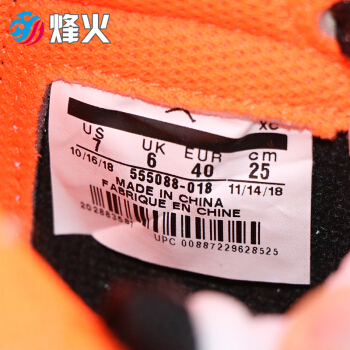 烽火
XC
US UK EUR cm
7 6 40 25
10/16/18 555088-018 11/14/18
MADE IN CHINA
FABRIQUE EN CHINE
UPC 00887229628525